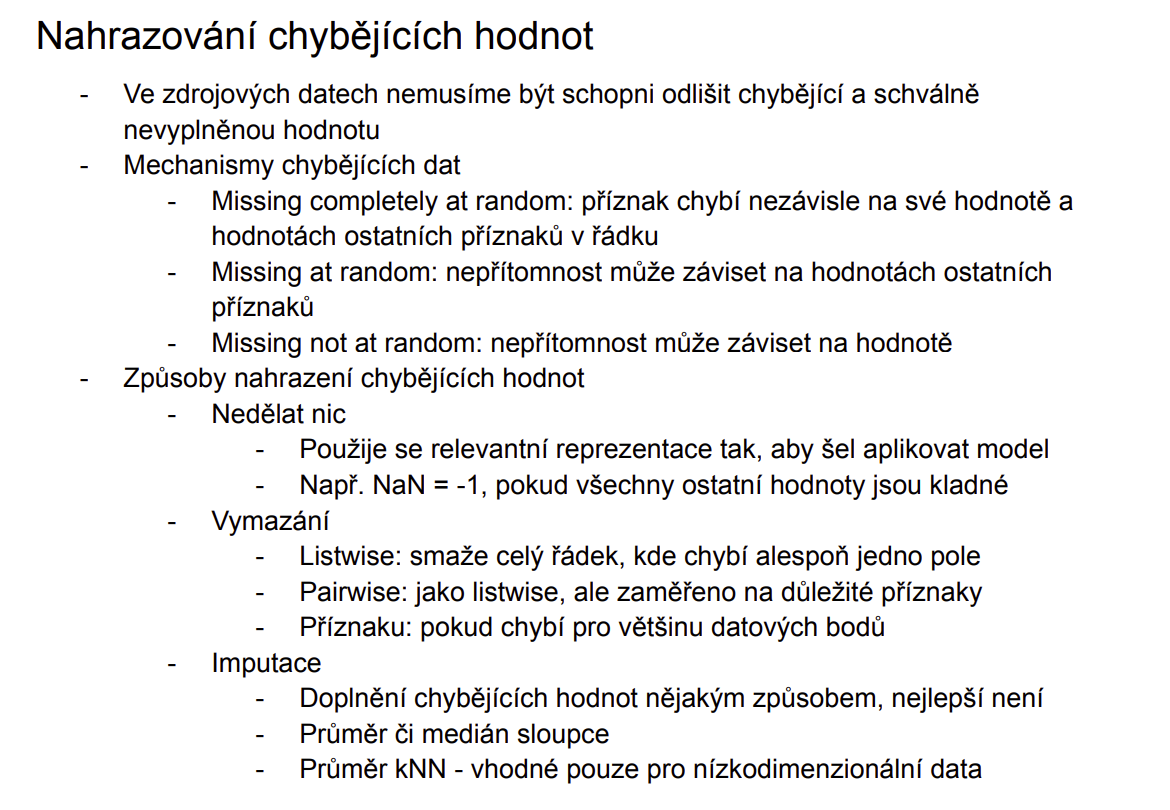 Nahrazování chybějících hodnot
- Ve zdrojových datech nemusíme být schopni odlišit chybějící a schválně
nevyplněnou hodnotu
- Mechanismy chybějících dat
- Missing completely at random: příznak chybí nezávisle na své hodnotě a
hodnotách ostatních příznaků v řádku
- Missing at random: nepřítomnost může záviset na hodnotách ostatních
příznaků
- Missing not at random: nepřítomnost může záviset na hodnotě
- Způsoby nahrazení chybějících hodnot
- Nedělat nic
- Použije se relevantní reprezentace tak, aby šel aplikovat model
- Např. NaN = -1, pokud všechny ostatní hodnoty jsou kladné
- Vymazání
- Listwise: smaže celý řádek, kde chybí alespoň jedno pole
- Pairwise: jako listwise, ale zaměřeno na důležité příznaky
- Příznaku: pokud chybí pro většinu datových bodů
- Imputace
- Doplnění chybějících hodnot nějakým způsobem, nejlepší není
- Průměr či medián sloupce
- Průměr kNN - vhodné pouze pro nízkodimenzionální data